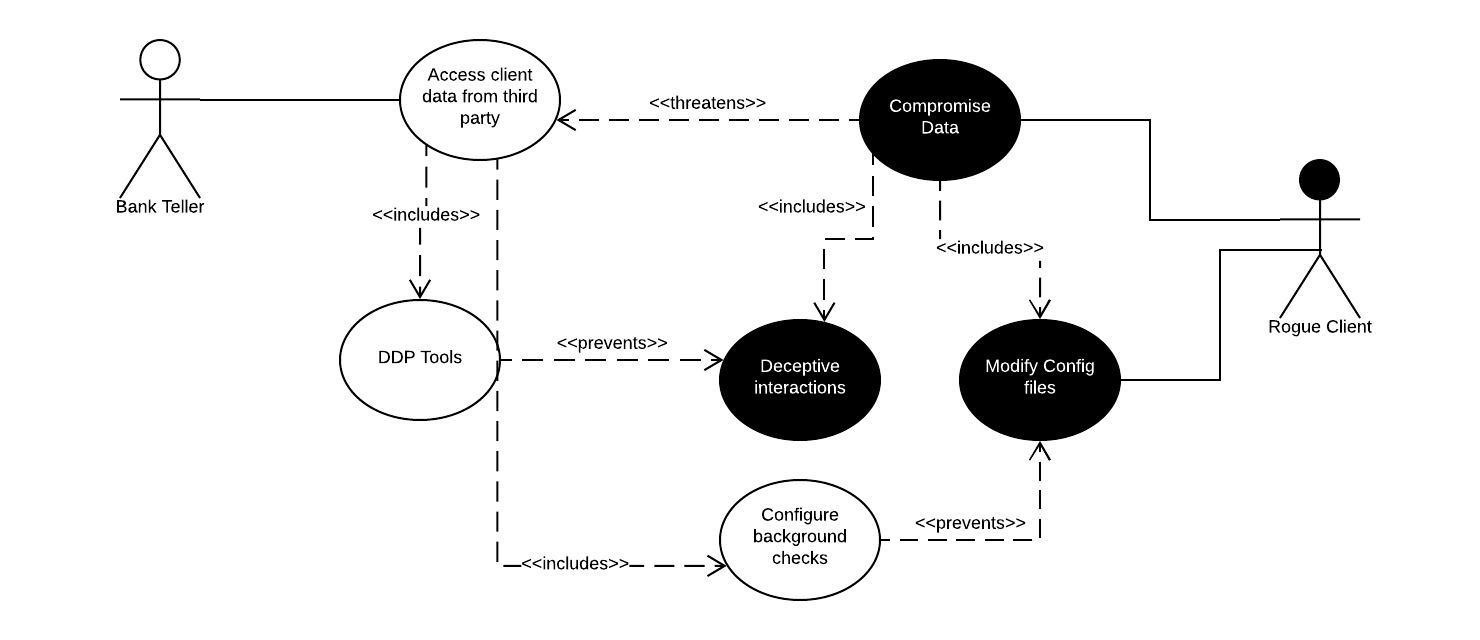 Access client
data from third
party
<<threatens>>
Compromise
Data
Bank Teller
<<includes>>
<<includes>>
<<includes>>
Rogue Client
DDP Tools
<<prevents>>
Deceptive
interactions
Modify Config
files
Configure
background
checks
<<prevents>>
<<includes>>